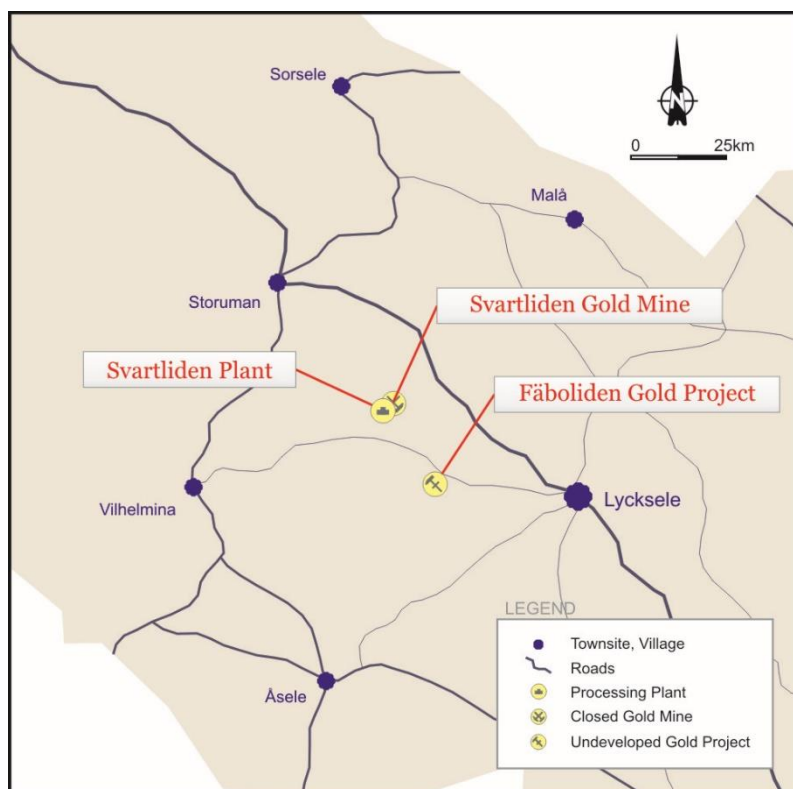 Sorsele
N
0 25km
Malå
Storuman
Svartliden Gold Mine
Svartliden Plant
Fäboliden Gold Project
Vilhelmina
Lycksele
LEGEND
Townsite, Village
Roads
Processing Plant
Closed Gold Mine
Undeveloped Gold Project
Åsele